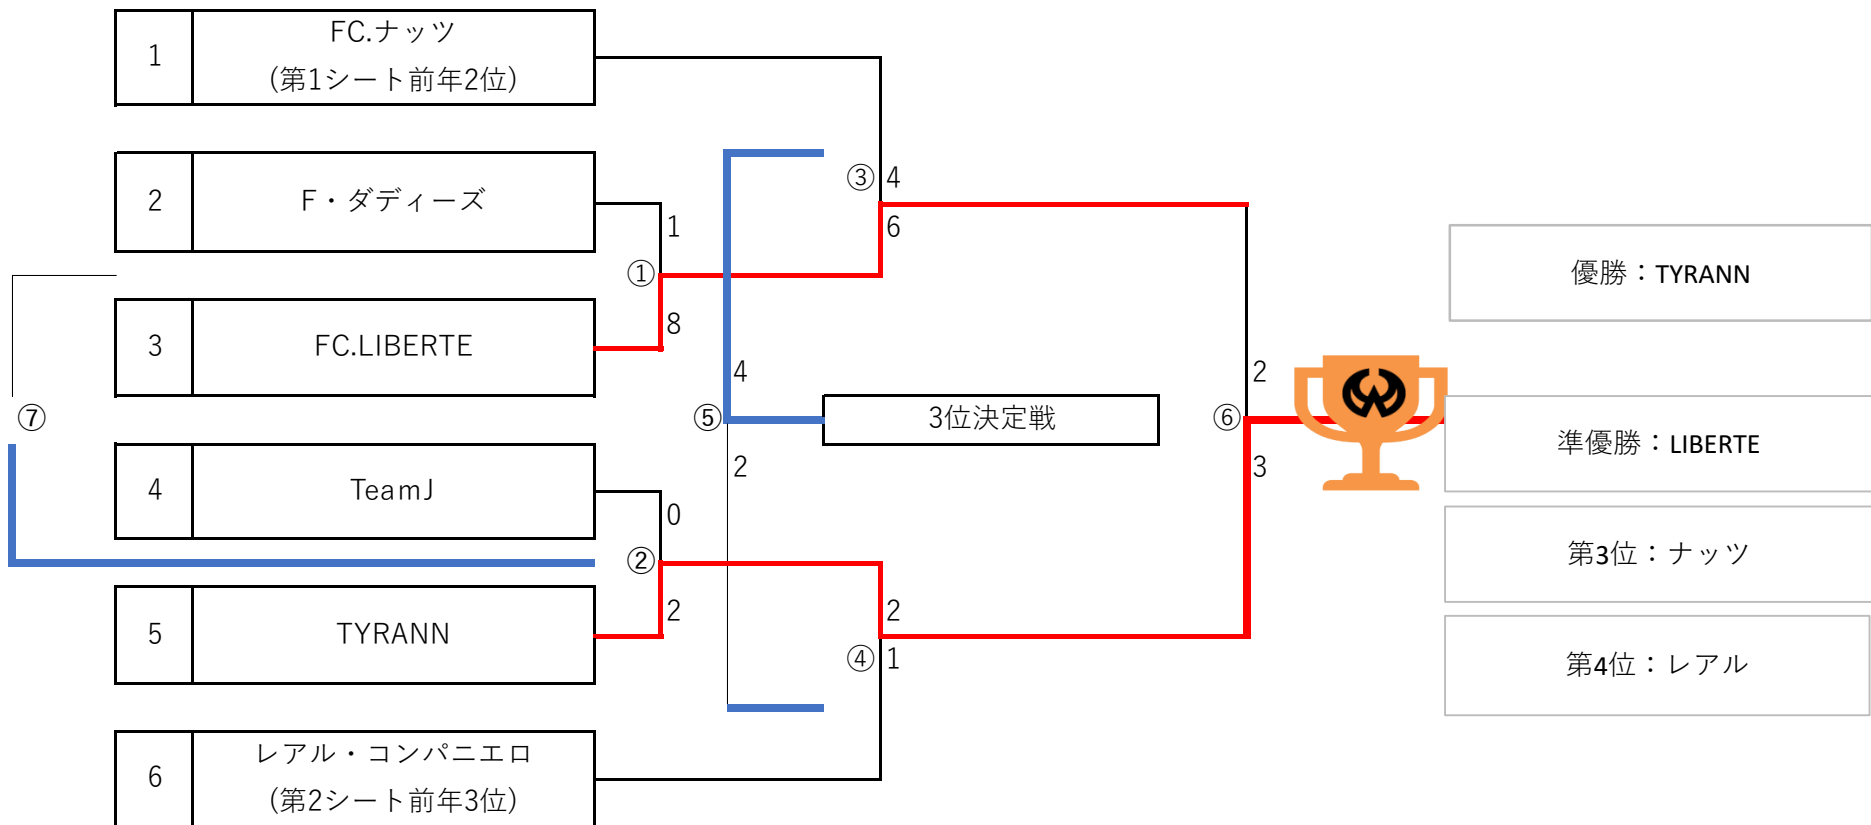 1
FC.ナッツ
(第1シート前年2位)
2
F・ダディーズ
3
FC.LIBERTE
4
TeamJ
5
TYRANN
6
レアル・コンパニエロ
(第2シート前年3位)
⑦
1
①
8
0
②
2
③
4
6
4
⑤
2
3位決定戦
2
④
1
2
⑥
3
優勝：TYRANN
準優勝：LIBERTE
第3位：ナッツ
第4位：レアル